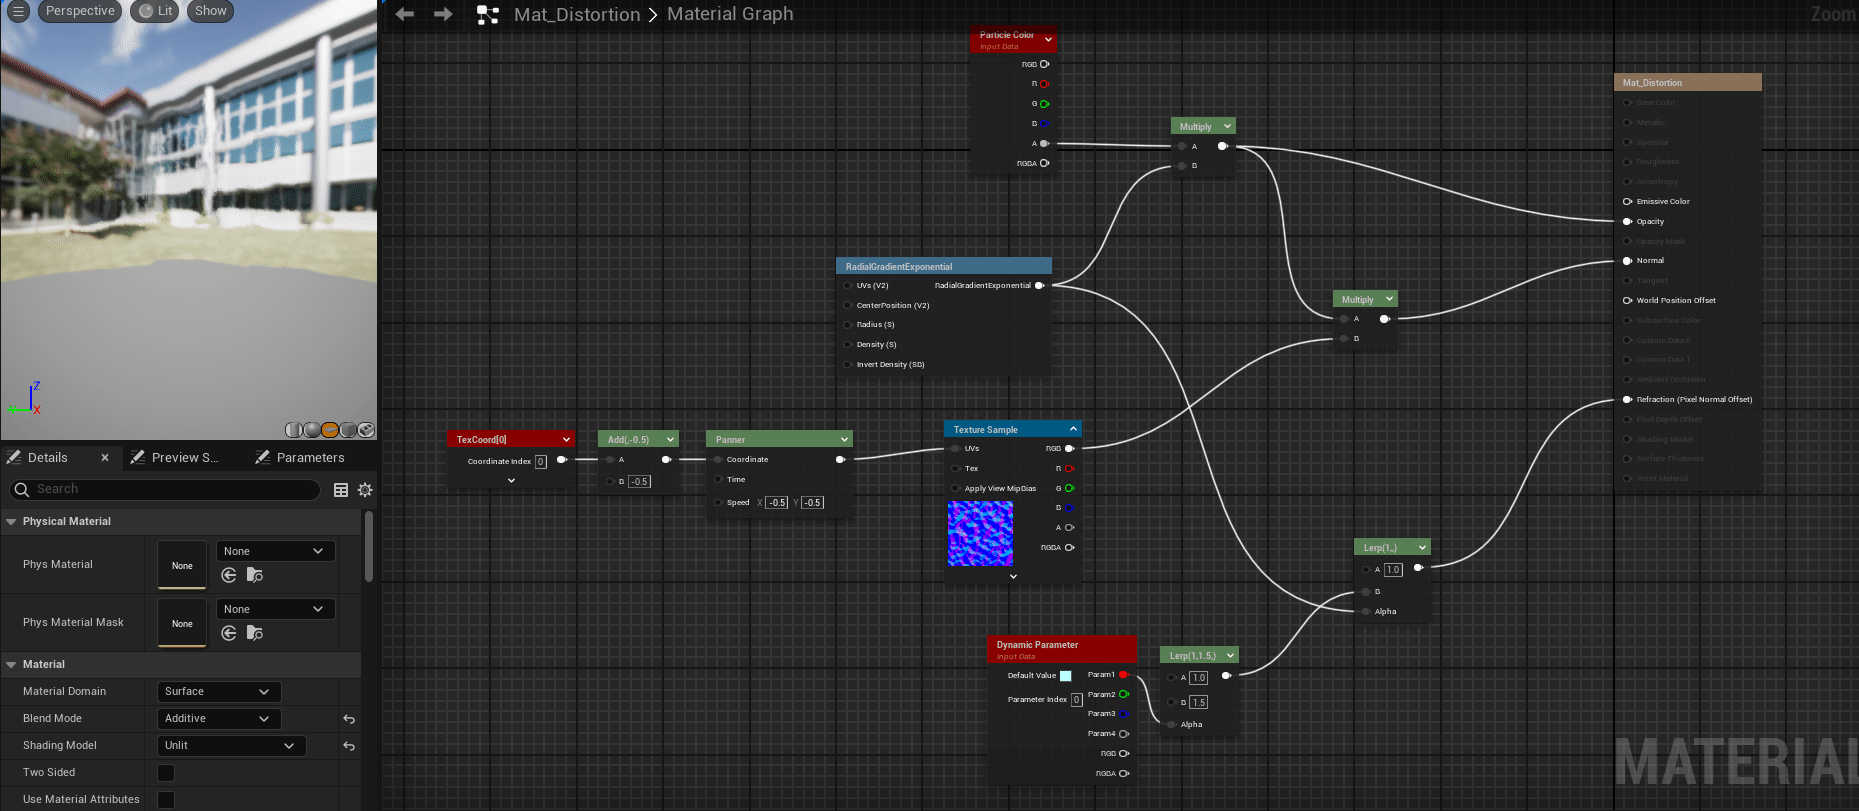 Perspective
Lit
Show
Z
X
Details
Preview S...
Parameters
Search
Physical Material
Phys Material
None
None
Phys Material Mask
None
None
Material
Material Domain
Surface
Blend Mode
Additive
Shading Model
Unlit
Two Sided
Use Material Attributes
Mat_Distortion
Material Graph
Zoom
Particle Color
Input Data
RGB
R
G
B
A
RGBA
Multiply
A
B
RadialGradientExponential
UVs (V2)
RadialGradientExponential
CenterPosition (V2)
Radius (S)
Density (S)
Invert Density (SB)
Multiply
A
B
TexCoord[0]
Coordinate Index
0
Add(,-0.5)
A
B
-0.5
Panner
Coordinate
Time
Speed
X
-0.5
Y
-0.5
Texture Sample
UVs
RGB
Tex
R
Apply View MipBias
G
B
A
RGBA
Lerp(1,,)
A
1.0
B
Alpha
Dynamic Parameter
Input Data
Default Value
Param1
Param2
Parameter Index
0
Param3
Param4
RGB
RGBA
Lerp(1,1.5,)
A
1.0
B
1.5
Alpha
Mat_Distortion
Base Color
Metallic
Specular
Roughness
Anisotropy
Emissive Color
Opacity
Opacity Mask
Normal
Tangent
World Position Offset
Subsurface Color
Custom Data 0
Custom Data 1
Ambient Occlusion
Refraction (Pixel Normal Offset)
Pixel Depth Offset
Shading Model
Surface Thickness
Front Material
MATERIAL